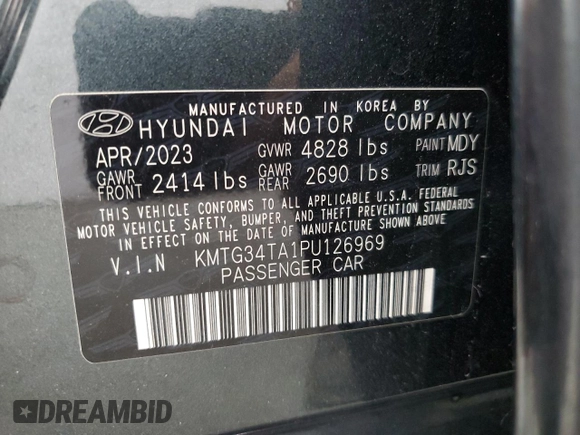 MANUFACTURED IN KOREA BY
HYUNDAI MOTOR COMPANY
APR/2023 GVWR 4828 lbs PAINT MDY
GAWR FRONT 2414 lbs GAWR REAR 2690 lbs TRIM RJS
THIS VEHICLE CONFORMS TO ALL APPLICABLE U.S.A. FEDERAL
MOTOR VEHICLE SAFETY, BUMPER, AND THEFT PREVENTION STANDARDS
IN EFFECT ON THE DATE OF MANUFACTURE SHOWN ABOVE.
V.I.N KMTG34TA1PU126969
PASSENGER CAR
DREAMBID